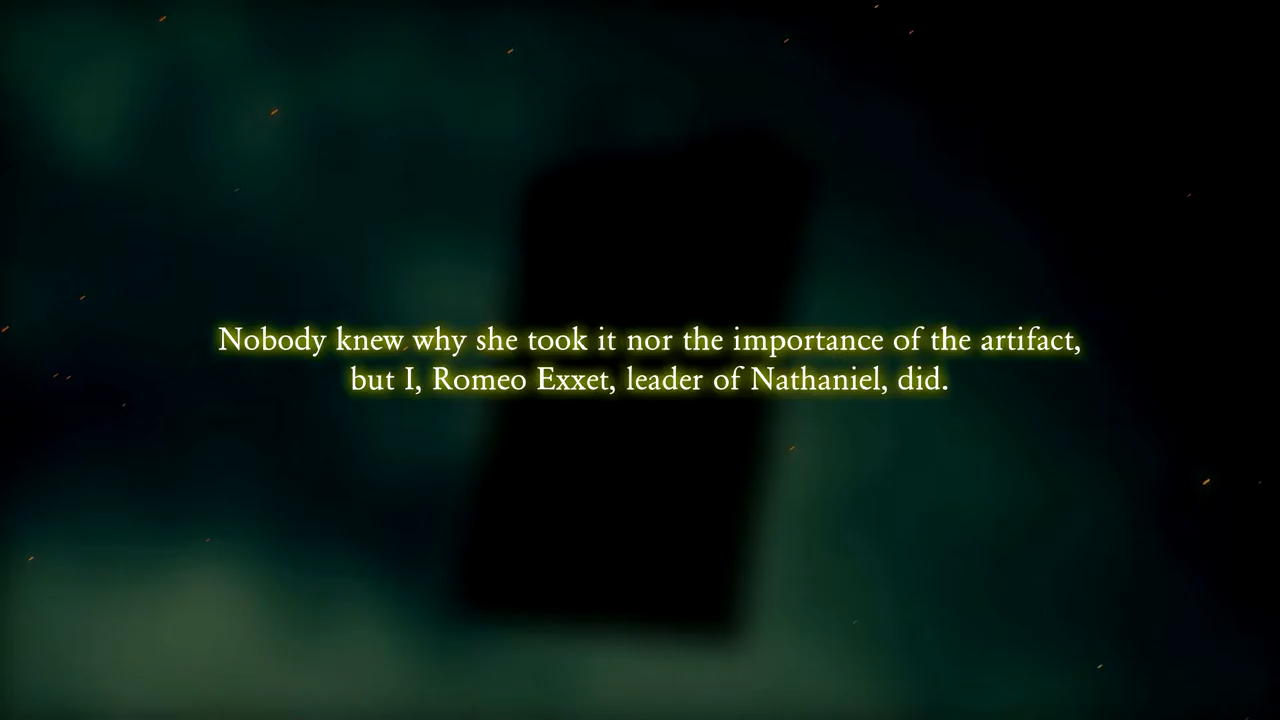 Nobody knew why she took it nor the importance of the artifact,
but I, Romeo Exxet, leader of Nathaniel, did.